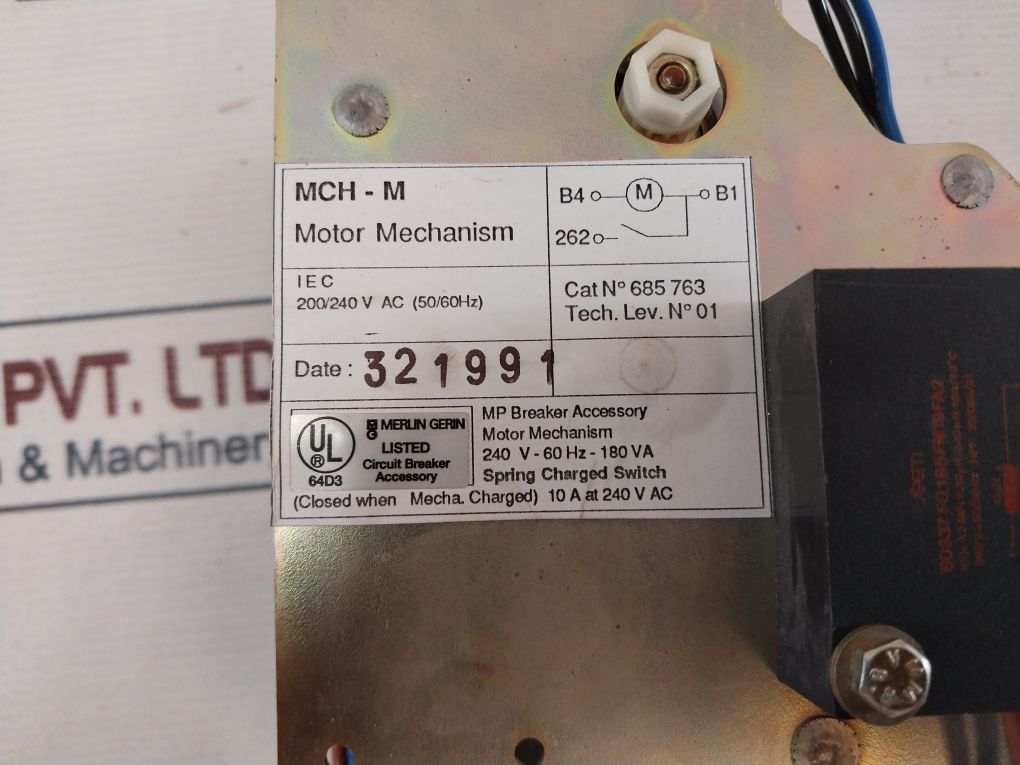 MCH - M
Motor Mechanism
B4 M B1
262
IEC
200/240 V AC (50/60Hz)
Cat N° 685 763
Tech. Lev. N° 01
Date : 321991
UL
®
64D3
MERLIN GERIN
LISTED
Circuit Breaker
Accessory
MP Breaker Accessory
Motor Mechanism
240 V - 60 Hz - 180 VA
Spring Charged Switch
(Closed when Mecha. Charged) 10 A at 240 V AC
PVT. LTD
& Machiner